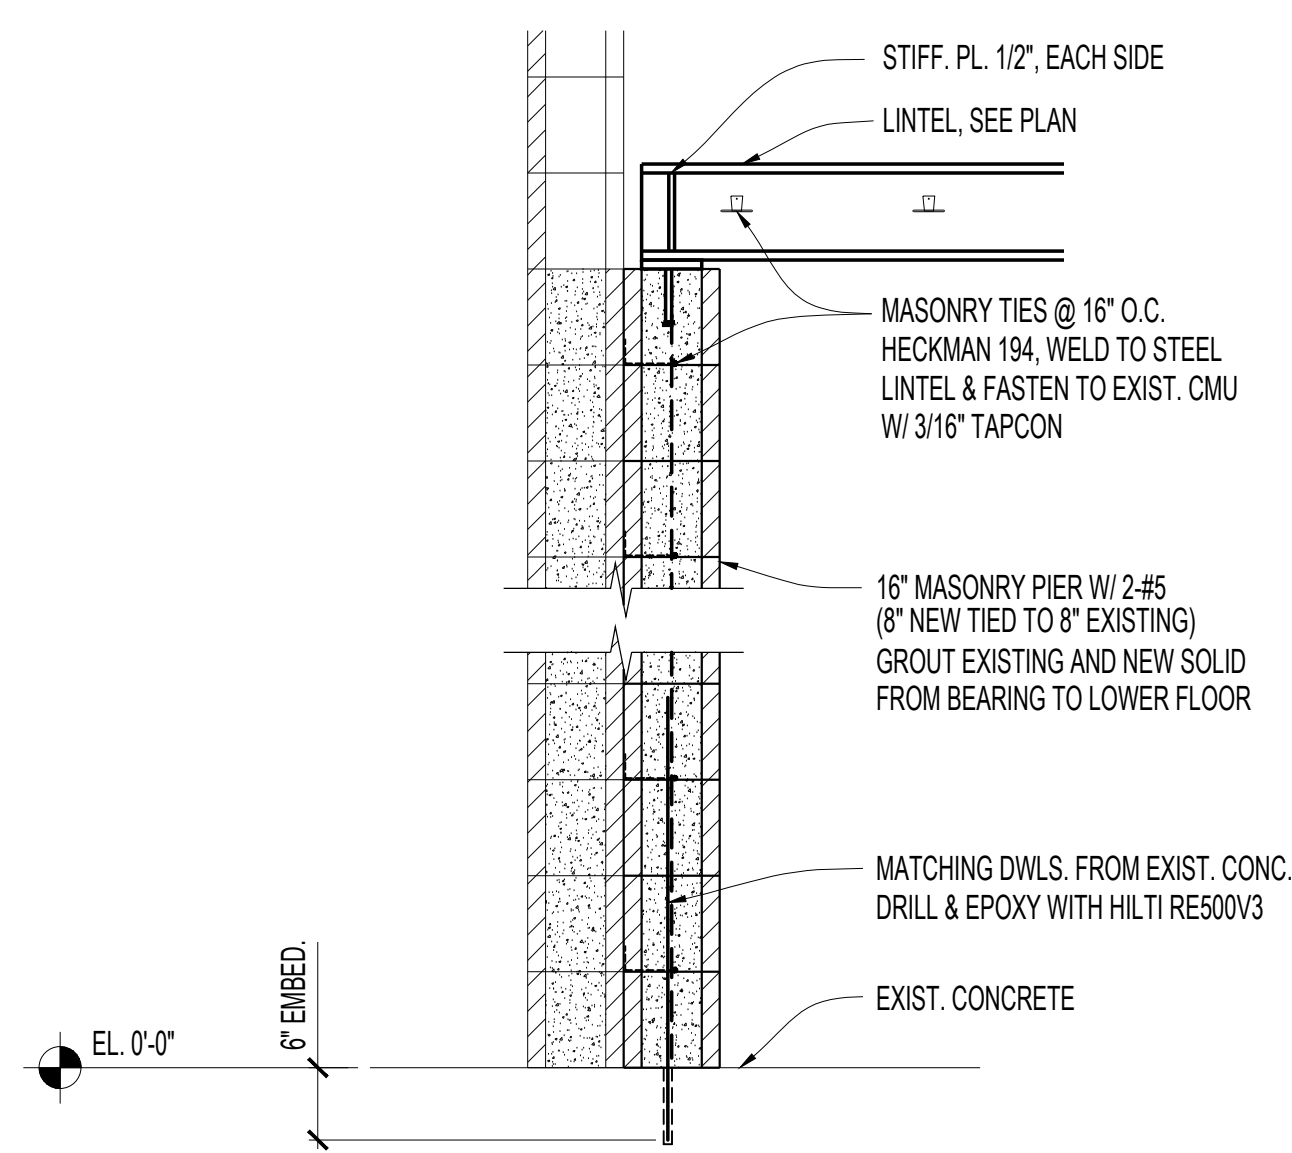 STIFF. PL. 1/2", EACH SIDE
LINTEL, SEE PLAN
MASONRY TIES @ 16" O.C.
HECKMAN 194, WELD TO STEEL
LINTEL & FASTEN TO EXIST. CMU
W/ 3/16" TAPCON
16" MASONRY PIER W/ 2-#5
(8" NEW TIED TO 8" EXISTING)
GROUT EXISTING AND NEW SOLID
FROM BEARING TO LOWER FLOOR
MATCHING DWLS. FROM EXIST. CONC.
DRILL & EPOXY WITH HILTI RE500V3
EXIST. CONCRETE
6" EMBED.
EL. 0'-0"